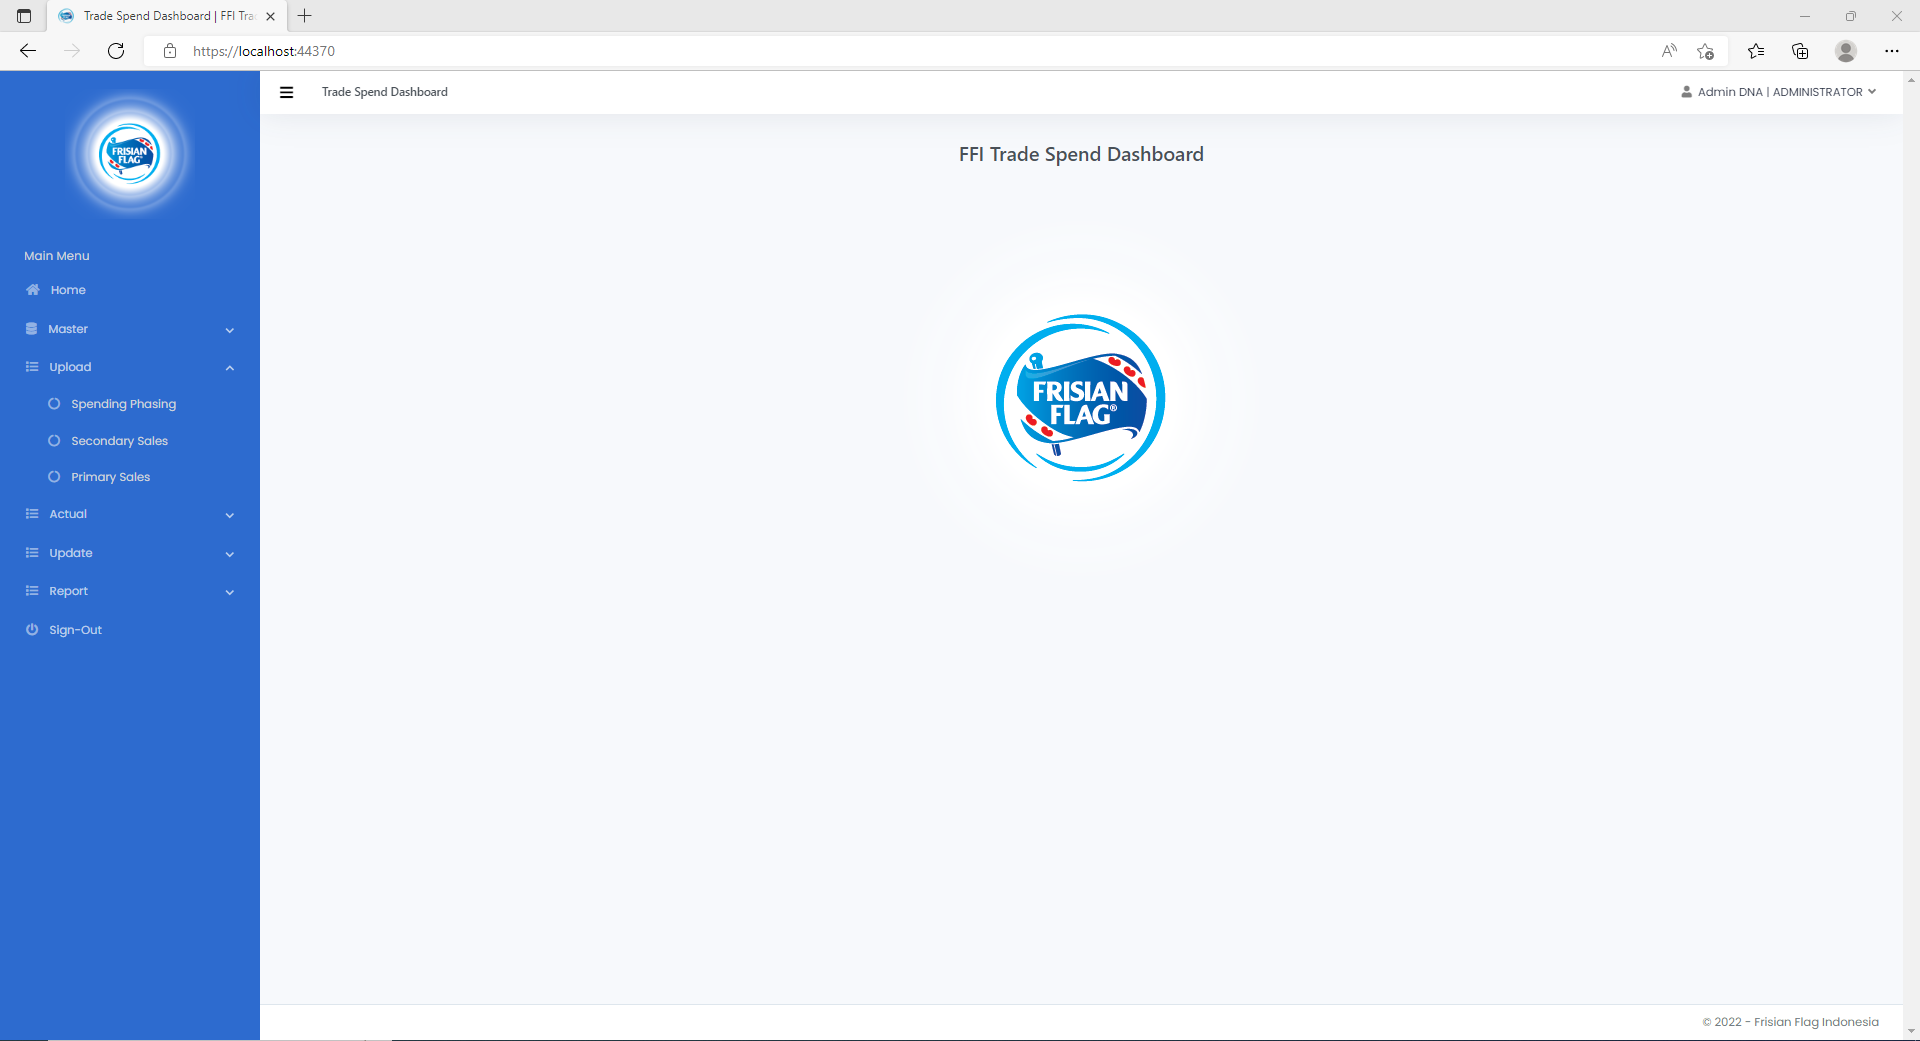 Trade Spend Dashboard | FFI Tra
https://localhost:44370
Trade Spend Dashboard
Admin DNA | ADMINISTRATOR
FRISIAN
FLAG
FFI Trade Spend Dashboard
Main Menu
Home
Master
Upload
Spending Phasing
Secondary Sales
Primary Sales
Actual
Update
Report
Sign-Out
FRISIAN
FLAG®
© 2022 - Frisian Flag Indonesia